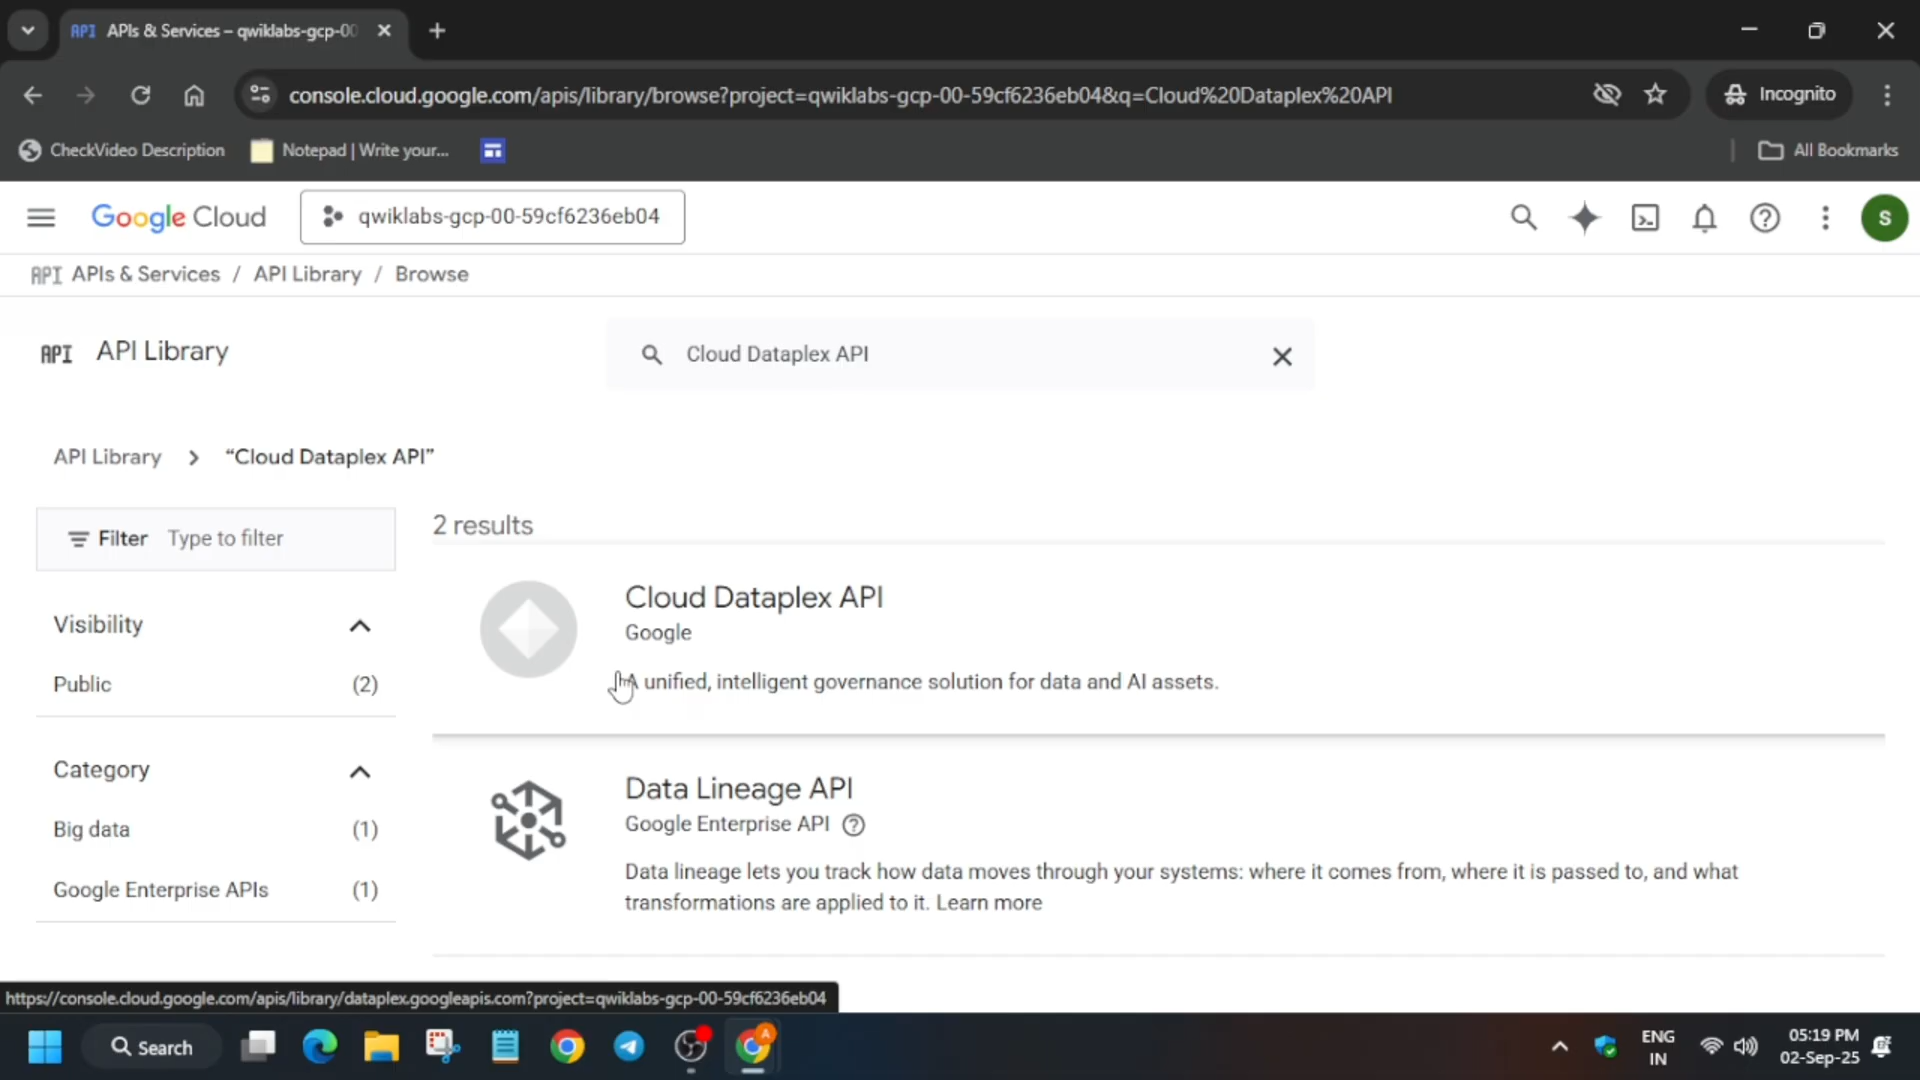 API APIs & Services – qwiklabs-gcp-00
console.cloud.google.com/apis/library/browse?project=qwiklabs-gcp-00-59cf6236eb04&q=Cloud%20Dataplex%20API
Incognito
CheckVideo Description
Notepad | Write your...
All Bookmarks
Google Cloud
qwiklabs-gcp-00-59cf6236eb04
S
API APIs & Services / API Library / Browse
API API Library
Cloud Dataplex API
API Library
“Cloud Dataplex API”
Filter Type to filter
2 results
Visibility
Public (2)
Category
Big data (1)
Google Enterprise APIs (1)
Cloud Dataplex API
Google
A unified, intelligent governance solution for data and AI assets.
Data Lineage API
Google Enterprise API
Data lineage lets you track how data moves through your systems: where it comes from, where it is passed to, and what
transformations are applied to it. Learn more
https://console.cloud.google.com/apis/library/dataplex.googleapis.com?project=qwiklabs-gcp-00-59cf6236eb04
Search
A
ENG
IN
05:19 PM
02-Sep-25